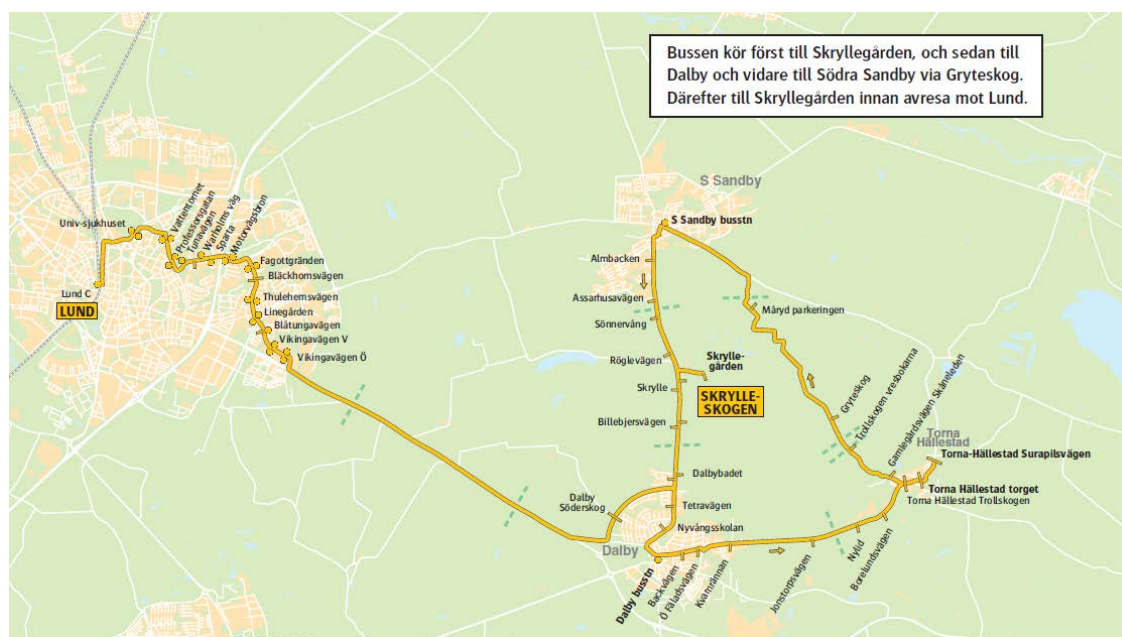 Bussen kör först till Skryllegården, och sedan till
Dalby och vidare till Södra Sandby via Gryteskog.
Därefter till Skryllegården innan avresa mot Lund.
S Sandby
S Sandby busstn
Univ-sjukhuset
Vattentornet
Professorsgatan
Tunavägen
Warholms väg
Sparta
Motorvägsbron
Fagottgränden
Bläckhornsvägen
Lund C
LUND
Thulehemsvägen
Linegården
Blåtungavägen
Vikingavägen V
Vikingavägen Ö
Almbacken
Assarhusavägen
Sönnervång
Måryd parkeringen
Röglevägen
Skrylle-
gården
Skrylle
SKRYLLE-
SKOGEN
Billebjersvägen
Gryteskog
Trollskogen vresbokarna
Gamlegårdsvägen Skåneleden
Torna
Hällestad
Torna-Hällestad Surapilsvägen
Dalbybadet
Torna Hällestad torget
Torna Hällestad Trollskogen
Dalby
Söderskog
Tetravägen
Nyvångsskolan
Dalby
Dalby busstn
Backvägen
Ö Fäladsvägen
Kvarnrännan
Jonstorpsvägen
Nylid
Borelundsvägen